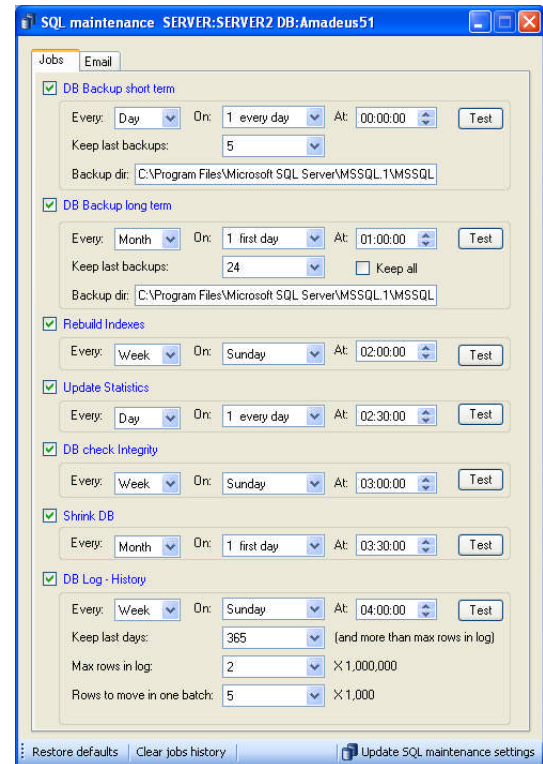 SQL maintenance SERVER:SERVER2 DB:Amadeus51
Jobs Email
DB Backup short term
Every: Day On: 1 every day At: 00:00:00 Test
Keep last backups: 5
Backup dir: C:\Program Files\Microsoft SQL Server\MSSQL.1\MSSQL
DB Backup long term
Every: Month On: 1 first day At: 01:00:00 Test
Keep last backups: 24 Keep all
Backup dir: C:\Program Files\Microsoft SQL Server\MSSQL.1\MSSQL
Rebuild Indexes
Every: Week On: Sunday At: 02:00:00 Test
Update Statistics
Every: Day On: 1 every day At: 02:30:00 Test
DB check Integrity
Every: Week On: Sunday At: 03:00:00 Test
Shrink DB
Every: Month On: 1 first day At: 03:30:00 Test
DB Log - History
Every: Week On: Sunday At: 04:00:00 Test
Keep last days: 365 (and more than max rows in log)
Max rows in log: 2 X 1,000,000
Rows to move in one batch: 5 X 1,000
Restore defaults Clear jobs history Update SQL maintenance settings